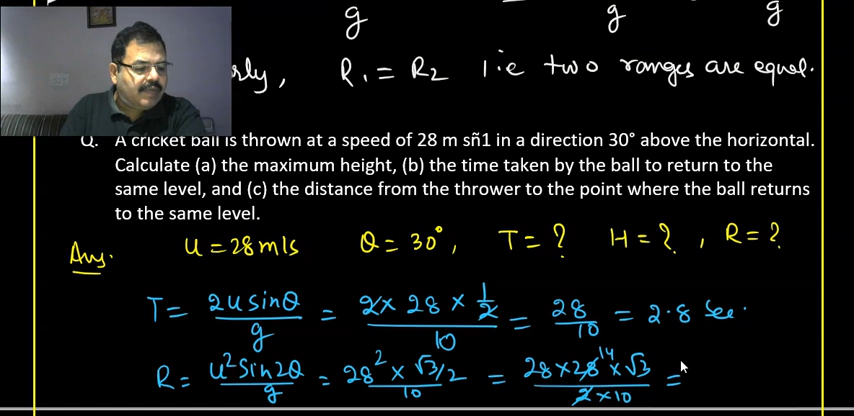 g g g
rly, R₁ = R₂ i.e two ranges are equal.
Q. A cricket ball is thrown at a speed of 28 m sñ1 in a direction 30° above the horizontal.
Calculate (a) the maximum height, (b) the time taken by the ball to return to the
same level, and (c) the distance from the thrower to the point where the ball returns
to the same level.
Ans. u = 28 m/s θ = 30°, T = ? H = ? , R = ?
T = 2u sinθ / g = 2 × 28 × 1/2 / 10 = 28/10 = 2.8 sec.
R = u² sin2θ / g = 28² × √3/2 / 10 = 28 × 28 14 × √3 / 2 × 10 =